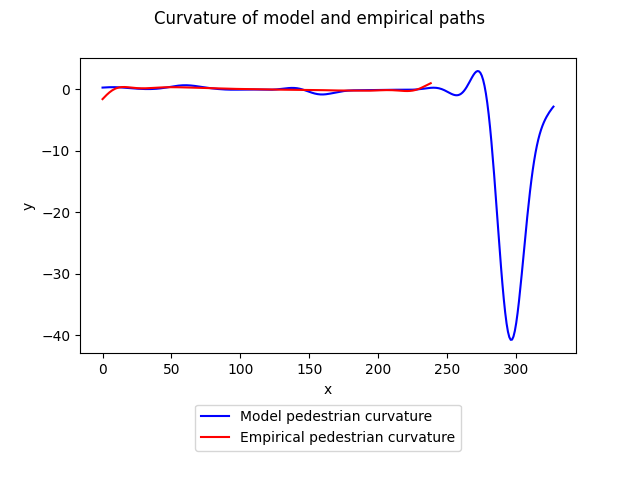 Curvature of model and empirical paths
0
−10
−20
−30
−40
y
0 50 100 150 200 250 300
x
Model pedestrian curvature
Empirical pedestrian curvature